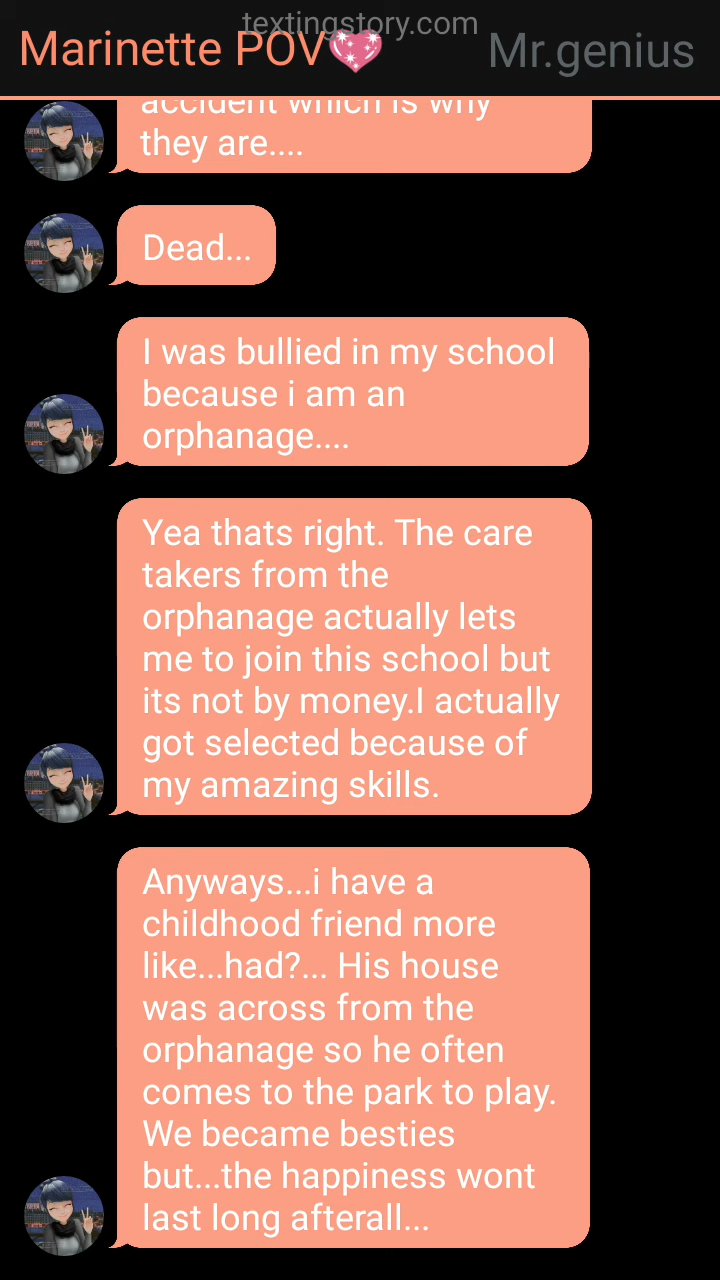 textingstory.com
Marinette POV💖 Mr.genius
accident which is why
they are....
Dead...
I was bullied in my school
because i am an
orphanage....
Yea thats right. The care
takers from the
orphanage actually lets
me to join this school but
its not by money.I actually
got selected because of
my amazing skills.
Anyways...i have a
childhood friend more
like...had?... His house
was across from the
orphanage so he often
comes to the park to play.
We became besties
but...the happiness wont
last long afterall...